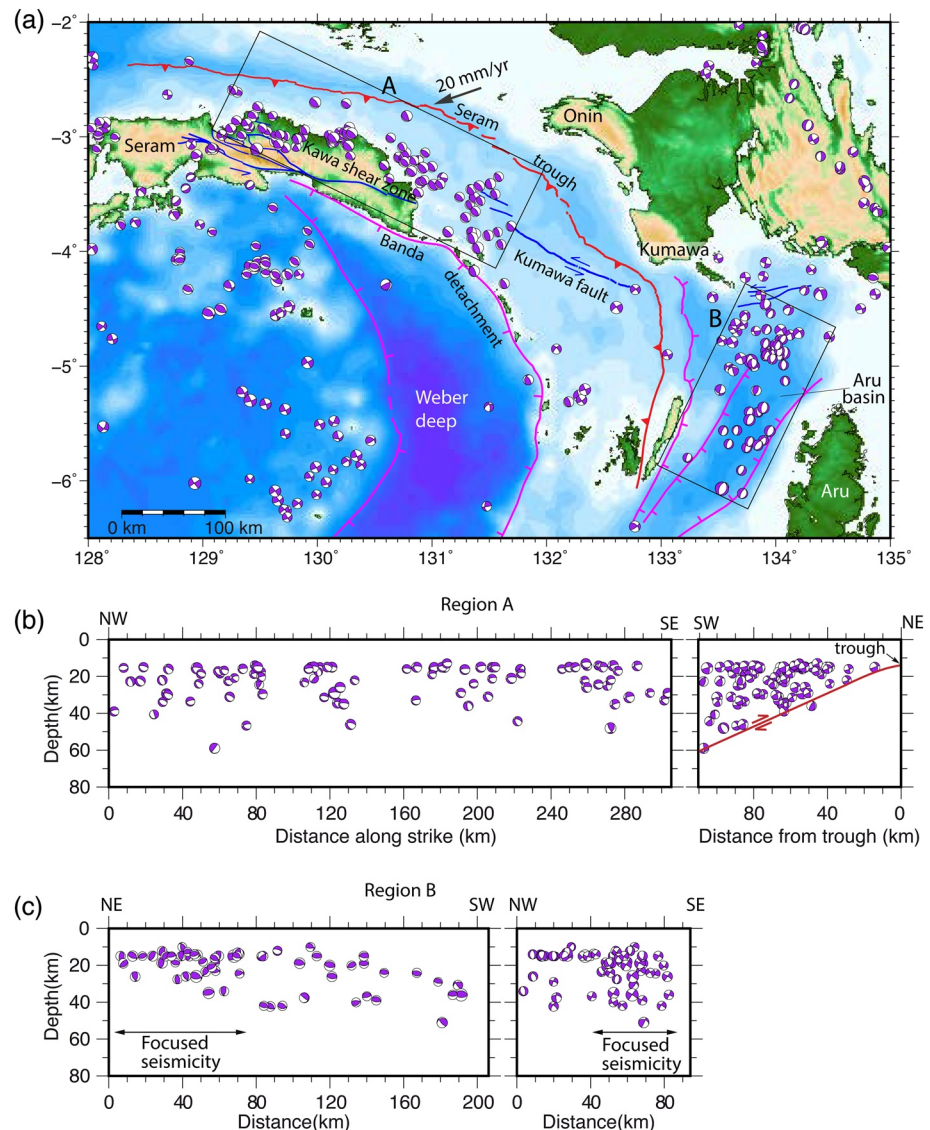 (a)
−2°
−3°
−4°
−5°
−6°
A
20 mm/yr
Seram
trough
Onin
Seram
Kawa shear zone
Kumawa
Banda
detachment
Kumawa fault
B
Weber
deep
Aru
basin
Aru
0 km 100 km
128° 129° 130° 131° 132° 133° 134° 135°
(b)
Region A
NW SE
SW NE
trough
Depth(km)
0
20
40
60
80
0 40 80 120 160 200 240 280
Distance along strike (km)
80 40 0
Distance from trough (km)
(c)
Region B
NE SW
NW SE
Depth(km)
0
20
40
60
80
Focused
seismicity
Focused
seismicity
0 40 80 120 160 200
Distance(km)
0 40 80
Distance(km)